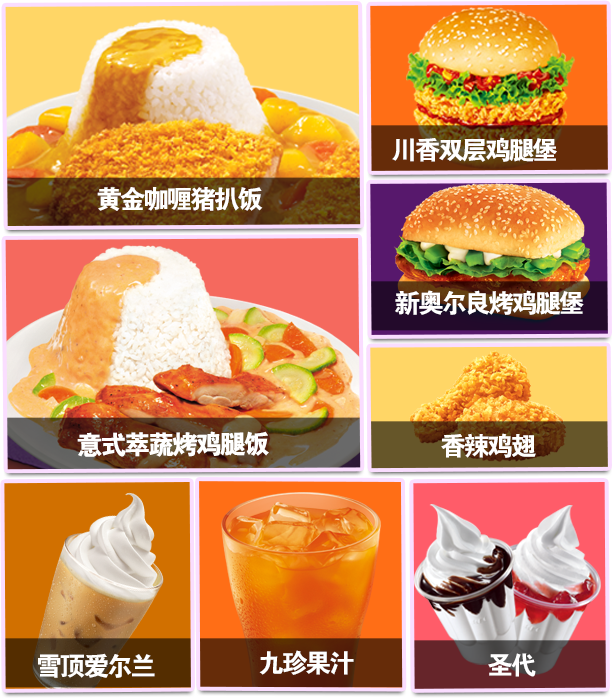 黄金咖喱猪扒饭
川香双层鸡腿堡
新奥尔良烤鸡腿堡
意式萃蔬烤鸡腿饭
香辣鸡翅
雪顶爱尔兰
九珍果汁
圣代